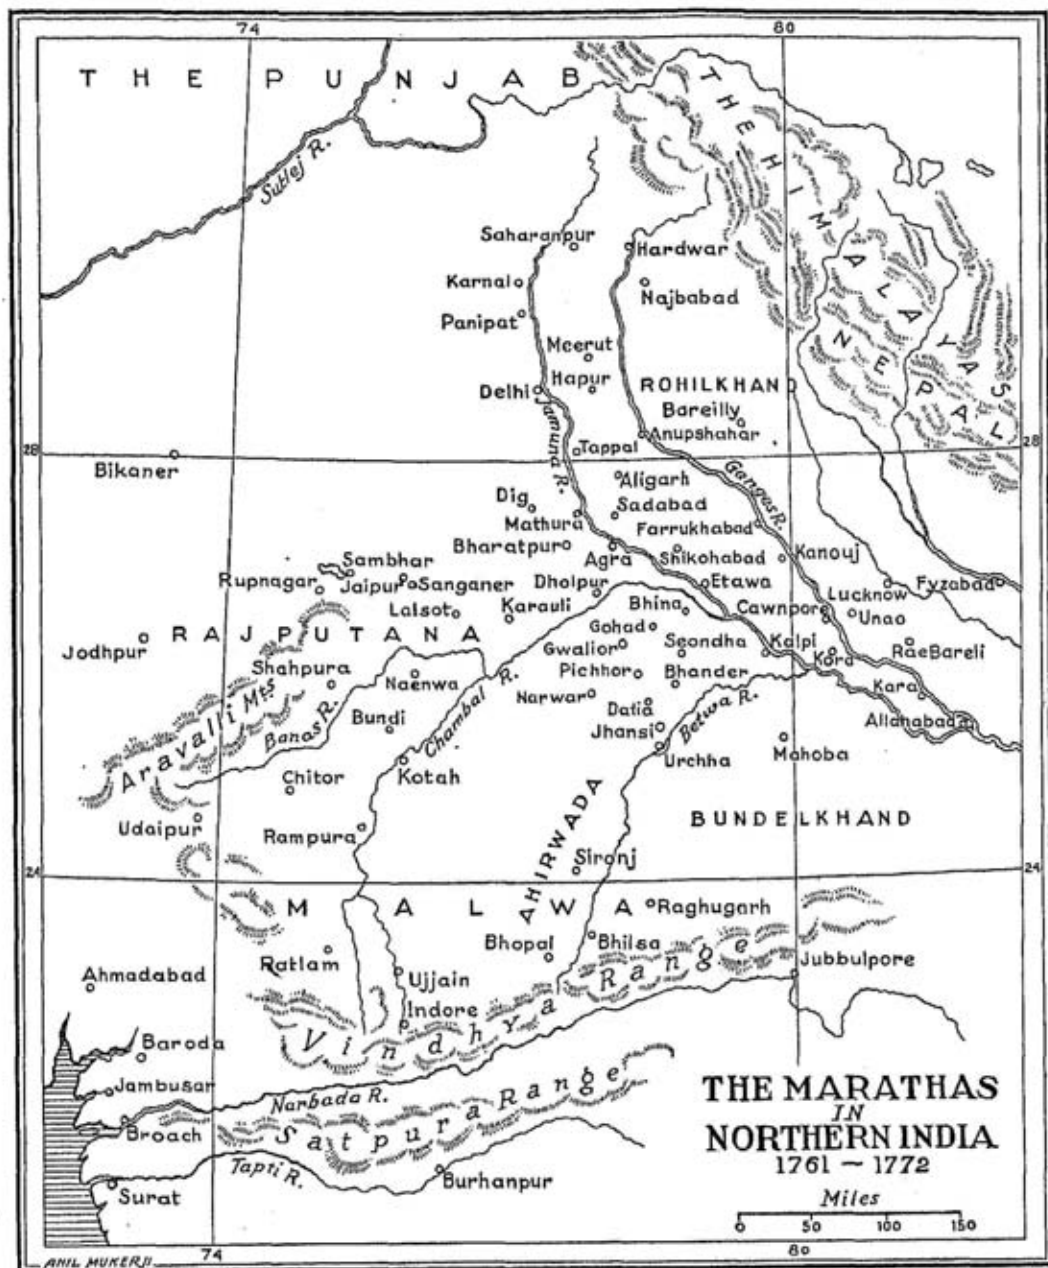 74
80
THE PUNJAB
THE HIMALAYAS
Sutlej R.
Saharanpur
Hardwar
Karnal
Najbabad
Panipat
Meerut
NEPAL
Hapur
ROHILKHAND
Delhi
Bareilly
Jamuna R.
Anupshahar
28
28
Tappal
Bikaner
Ganges R.
Aligarh
Dig
Sadabad
Mathura
Farrukhabad
Bharatpur
Agra
Shikohabad
Kanouj
Sambhar
Rupnagar
Jaipur
Sanganer
Dholpur
Etawa
Fyzabad
Lucknow
Lalsot
Karauli
Bhina
Cawnpore
Unao
RAJPUTANA
Gohad
Jodhpur
Gwalior
Seondha
Kalpi
Kora
RaeBareli
Shahpura
Pichhor
Bhander
Naenwa
Chambal R.
Narwar
Kara
Aravalli Mts
Banas R.
Bundi
Datia
Betwa R.
Allahabad
Jhansi
Urchha
Mahoba
Kotah
Chitor
Udaipur
BUNDELKHAND
Rampura
AHIRWADA
Sironj
24
24
MALWA
Raghugarh
Bhopal
Bhilsa
Ratlam
Jubbulpore
Ahmadabad
Ujjain
Indore
Vindhya Range
Baroda
Jambusar
Narbada R.
Broach
Satpura Range
Tapti R.
Burhanpur
Surat
THE MARATHAS
IN
NORTHERN INDIA
1761 ~ 1772
Miles
0 50 100 150
74
80
ANIL MUKERJI